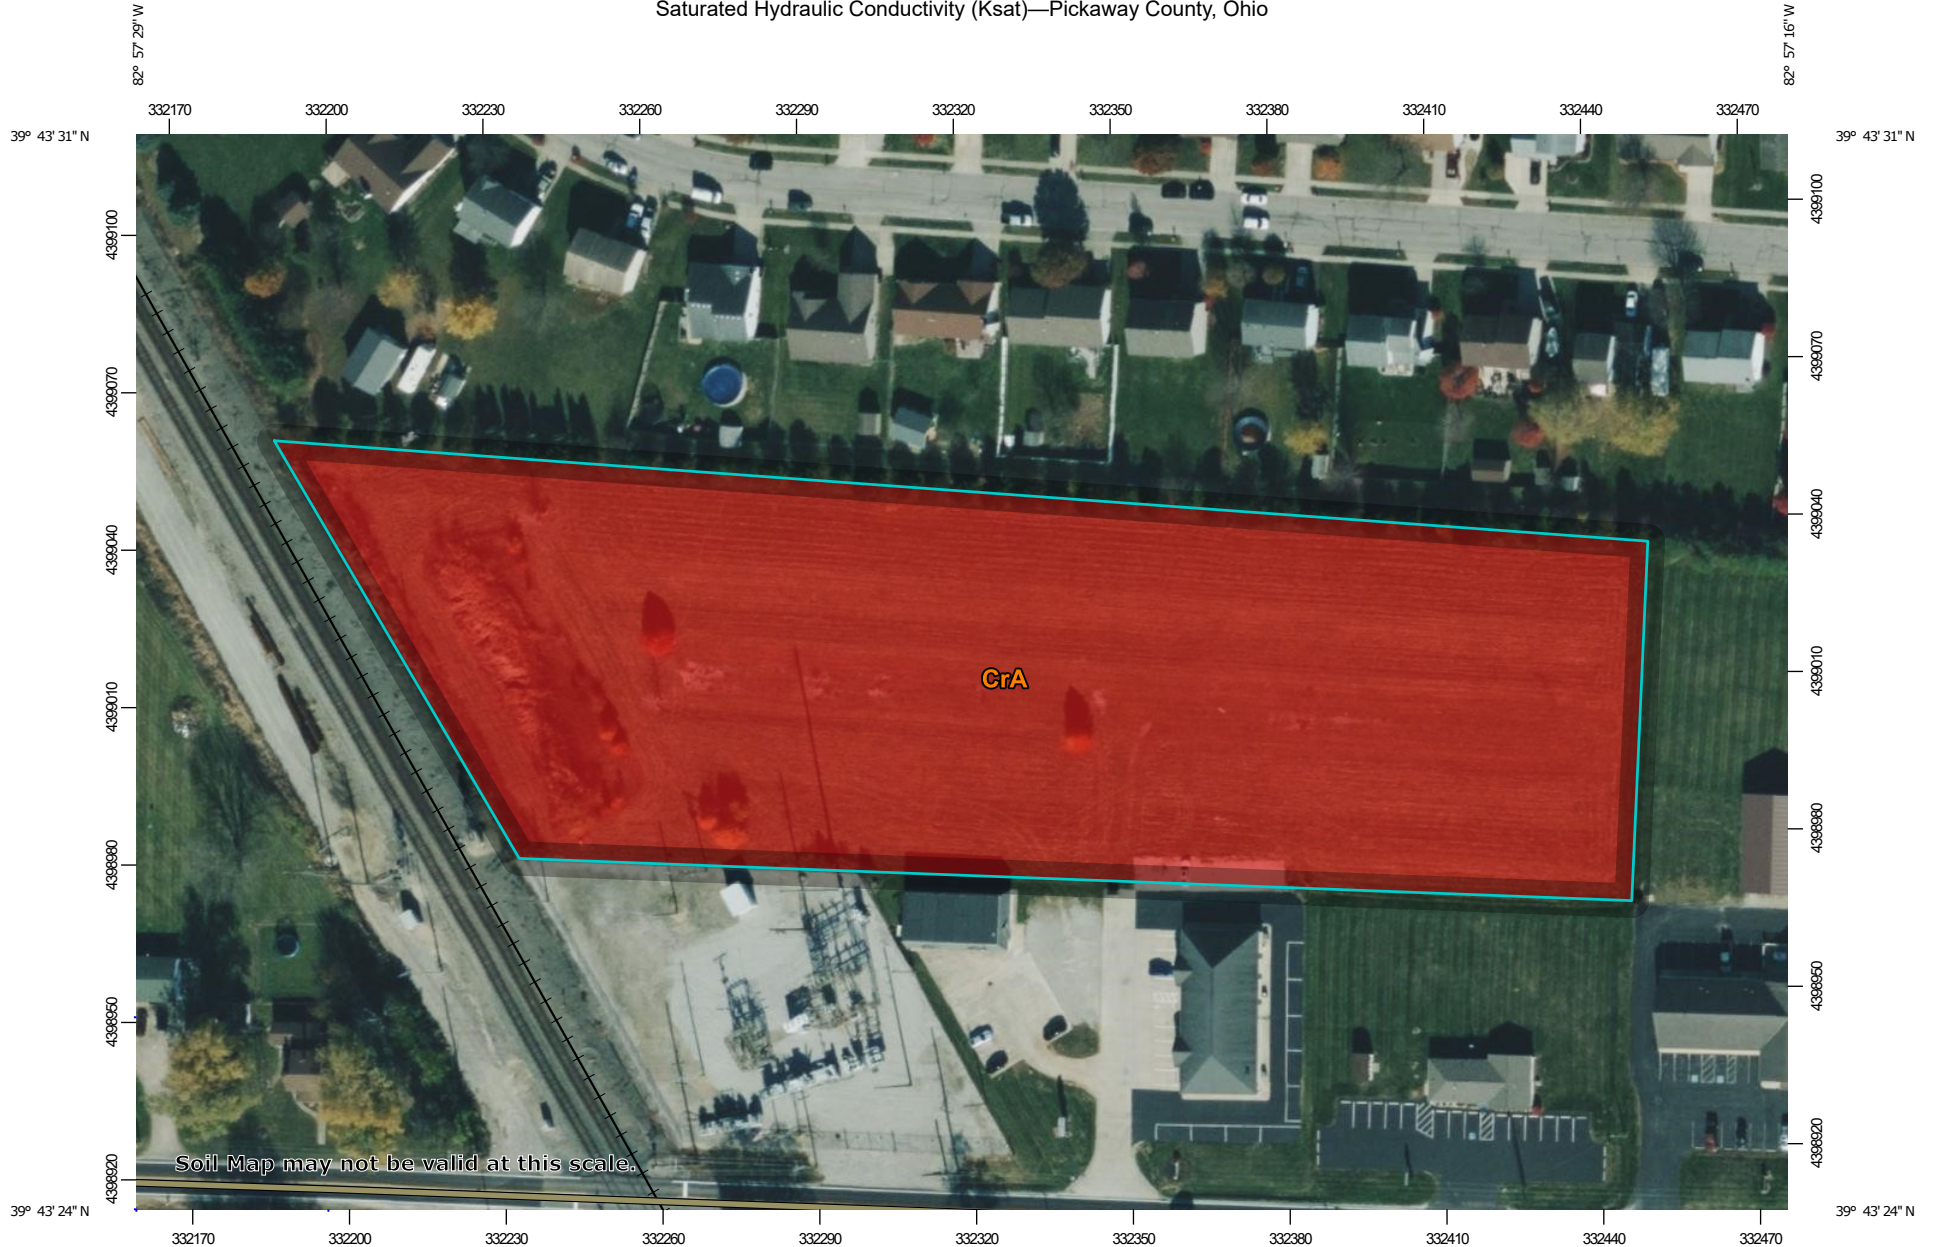 Saturated Hydraulic Conductivity (Ksat)—Pickaway County, Ohio
82° 57' 29'' W
82° 57' 16'' W
332170 332200 332230 332260 332290 332320 332350 332380 332410 332440 332470
39° 43' 31'' N
39° 43' 31'' N
4399100
4399100
4399070
4399070
4399040
4399040
4399010
4399010
CrA
4398980
4398980
4398950
4398950
4398920
4398920
Soil Map may not be valid at this scale.
39° 43' 24'' N
39° 43' 24'' N
332170 332200 332230 332260 332290 332320 332350 332380 332410 332440 332470